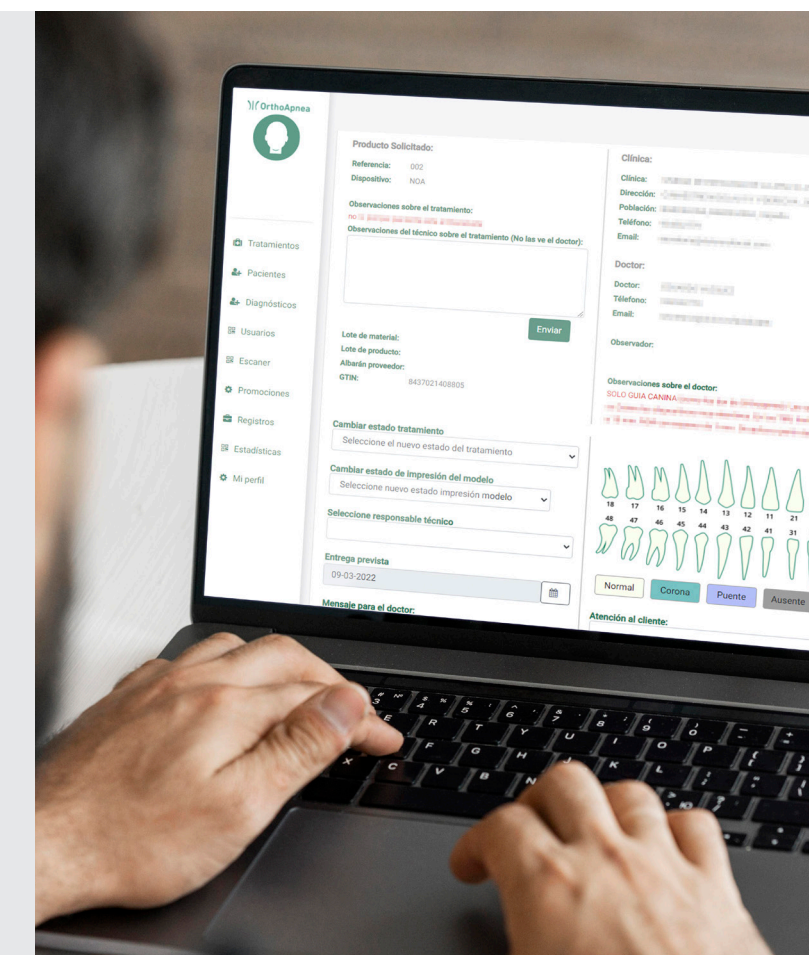 OrthoApnea
Tratamientos
Pacientes
Diagnósticos
Usuarios
Escaner
Promociones
Registros
Estadísticas
Mi perfil
Producto Solicitado:
Referencia: 002
Dispositivo: NOA
Observaciones sobre el tratamiento:
Observaciones del técnico sobre el tratamiento (No las ve el doctor):
Enviar
Lote de material:
Lote de producto:
Albarán proveedor:
GTIN: 8437021408805
Cambiar estado tratamiento
Seleccione el nuevo estado del tratamiento
Cambiar estado de impresión del modelo
Seleccione nuevo estado impresión modelo
Seleccione responsable técnico
Entrega prevista
09-03-2022
Mensaje para el doctor:
Clínica:
Clínica:
Dirección:
Población:
Teléfono:
Email:
Doctor:
Doctor:
Télefono:
Email:
Observador:
Observaciones sobre el doctor:
SOLO GUIA CANINA
18 17 16 15 14 13 12 11 21
48 47 46 45 44 43 42 41 31
Normal Corona Puente Ausente
Atención al cliente:
E R T Y U I O P
F G H K L
X C V B N